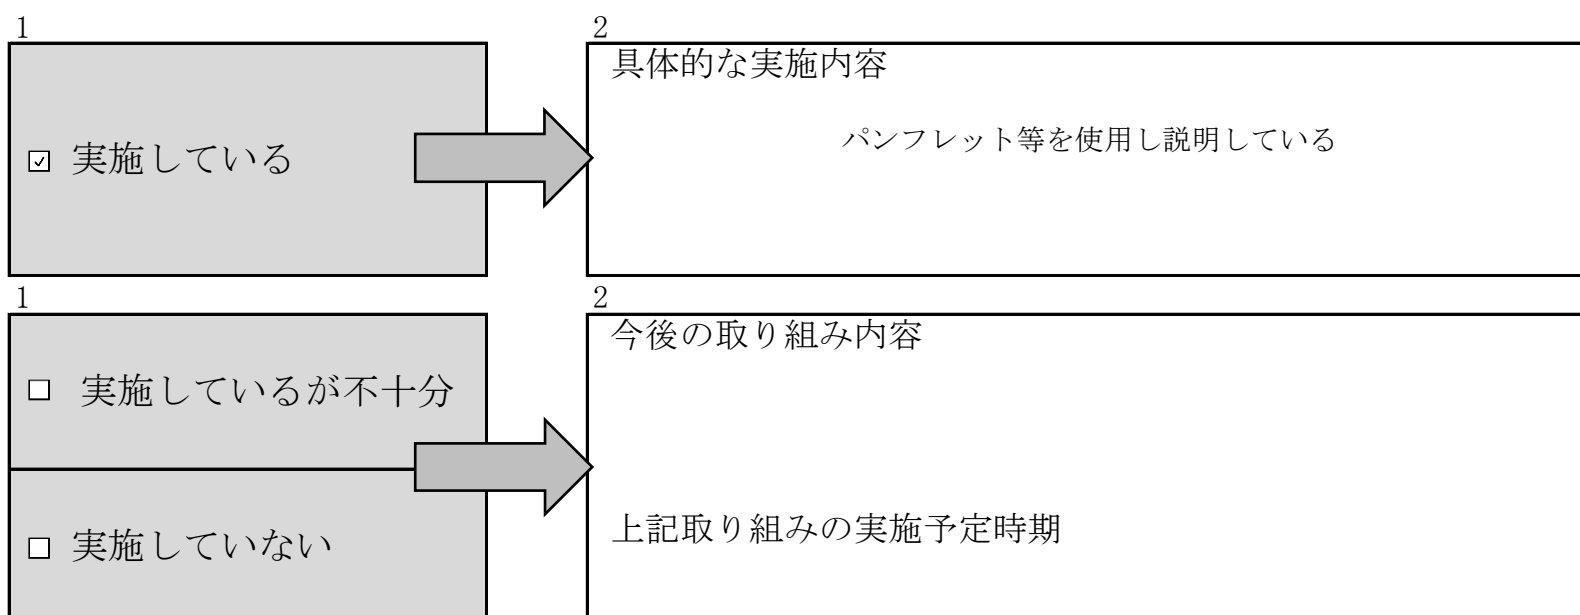 1
2
具体的な実施内容
パンフレット等を使用し説明している
実施している
1
2
今後の取り組み内容
実施しているが不十分
上記取り組みの実施予定時期
実施していない